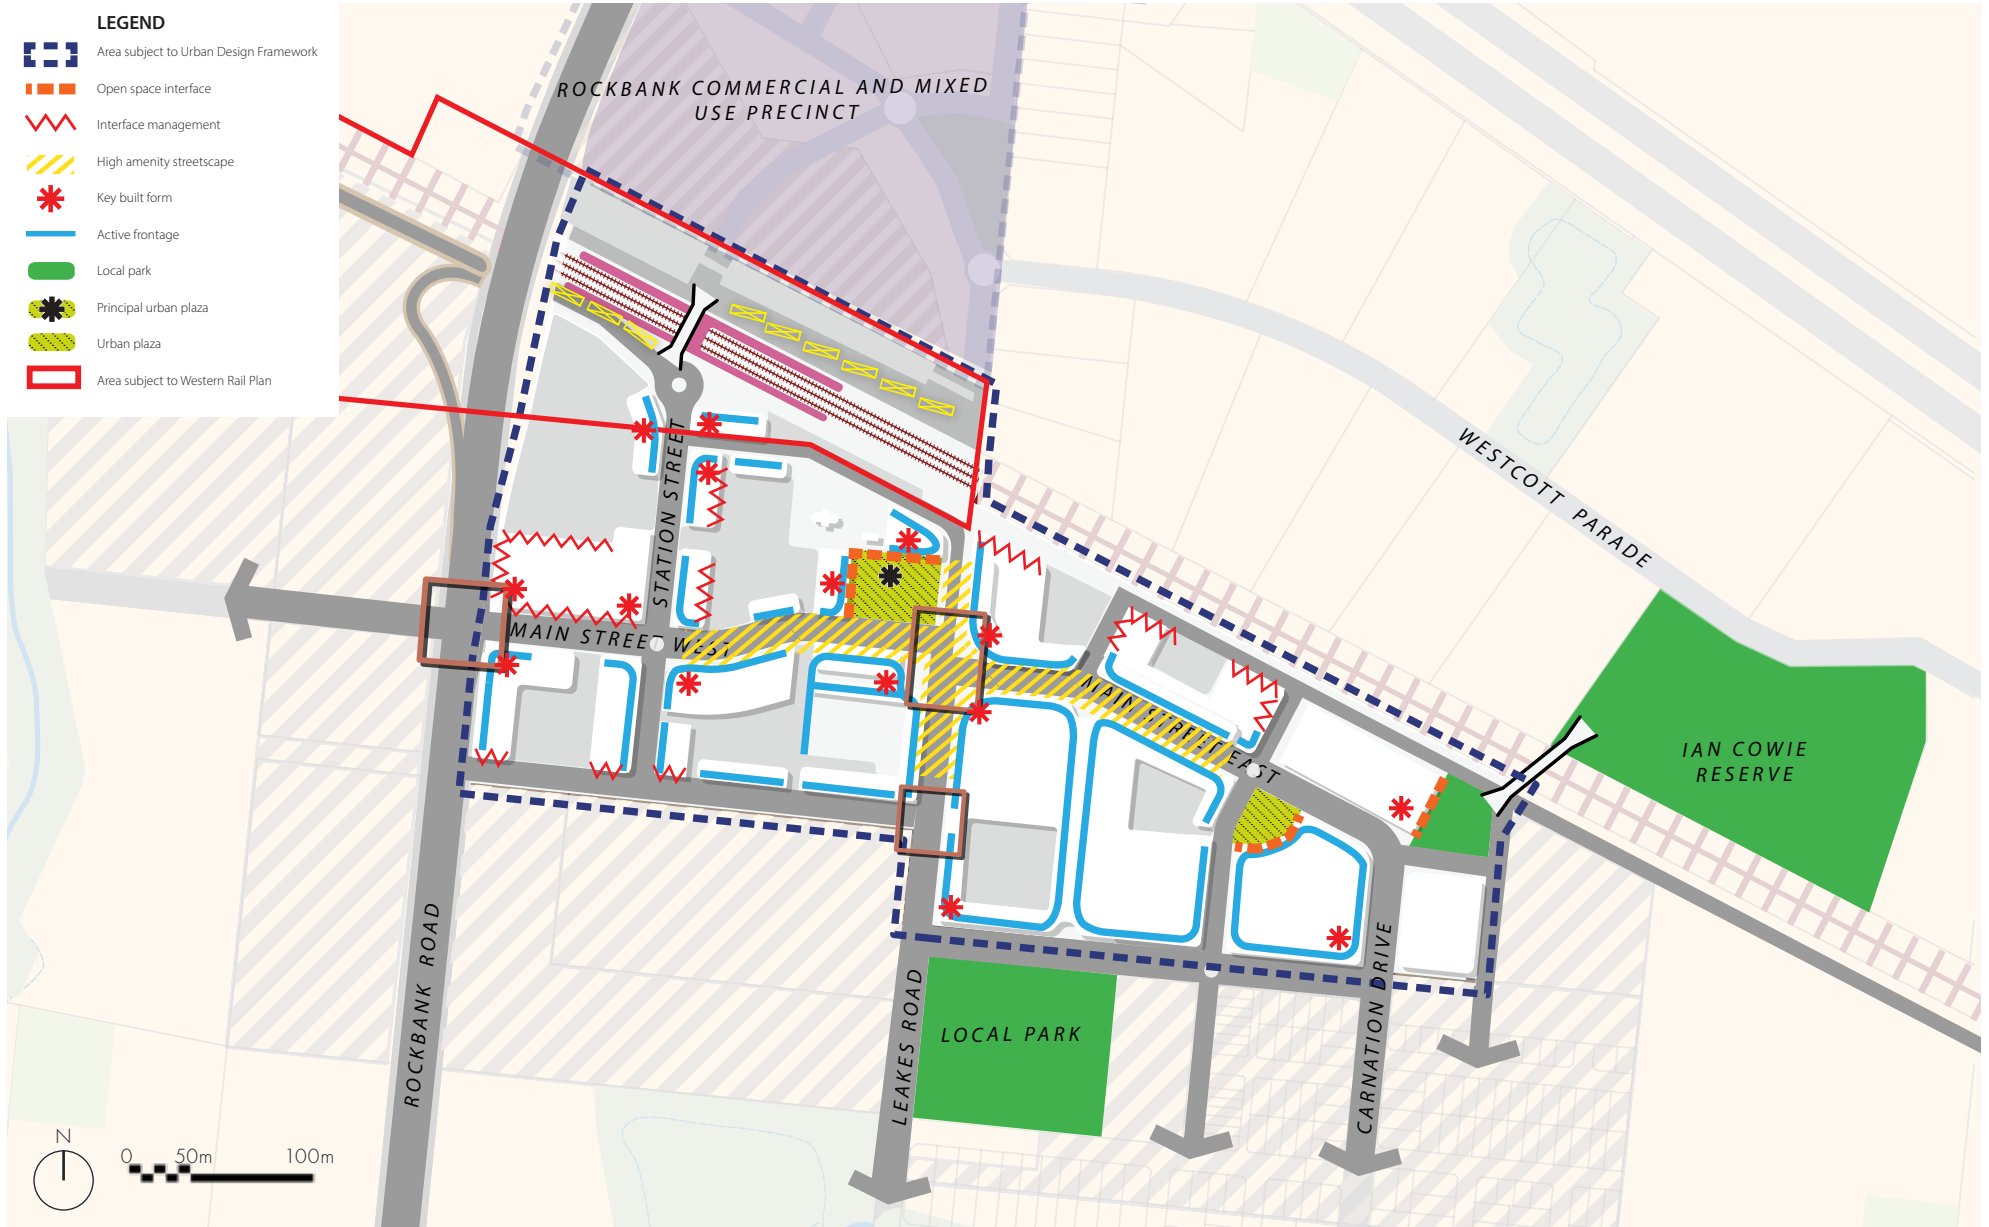 LEGEND
Area subject to Urban Design Framework
Open space interface
Interface management
High amenity streetscape
Key built form
Active frontage
Local park
Principal urban plaza
Urban plaza
Area subject to Western Rail Plan
ROCKBANK COMMERCIAL AND MIXED
USE PRECINCT
WESTCOTT PARADE
STATION STREET
MAIN STREET WEST
MAIN STREET EAST
IAN COWIE
RESERVE
ROCKBANK ROAD
LEAKES ROAD
LOCAL PARK
CARNATION DRIVE
N
0 50m 100m